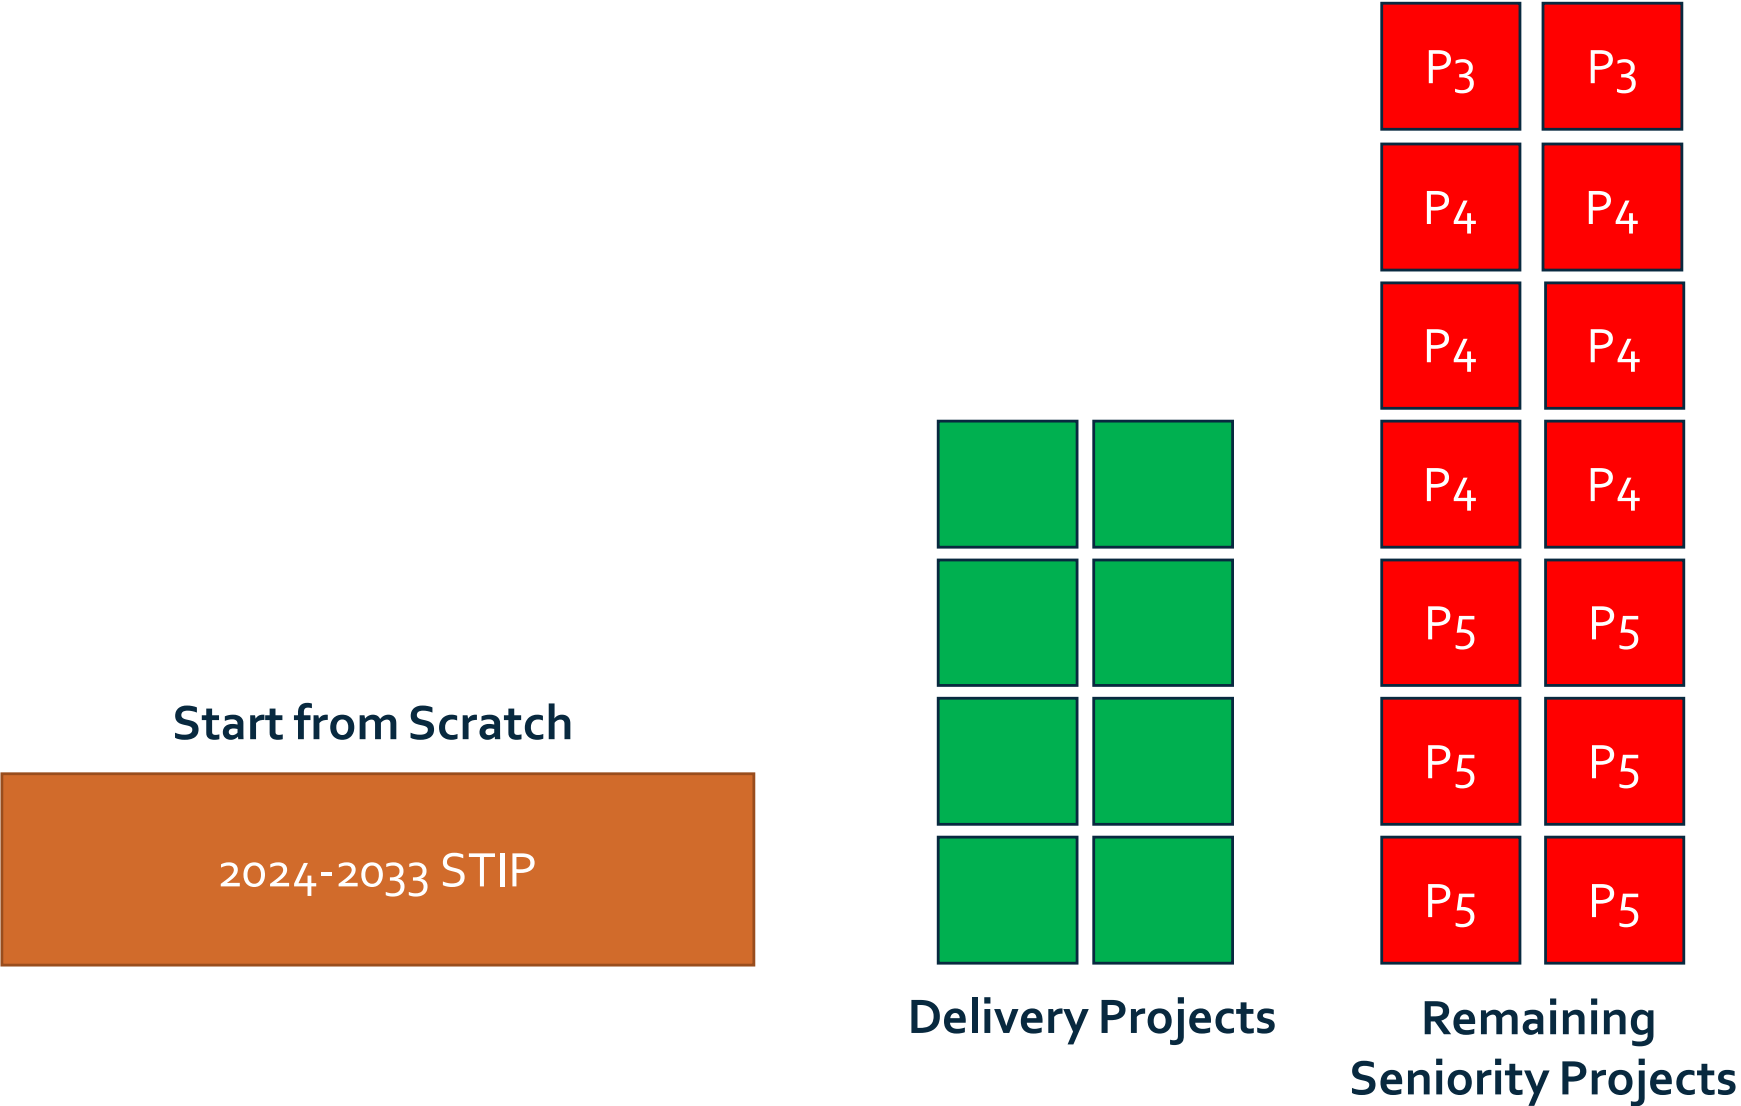 P3 P3
P4 P4
P4 P4
P4 P4
P5 P5
P5 P5
P5 P5
Start from Scratch
2024-2033 STIP
Delivery Projects
Remaining
Seniority Projects